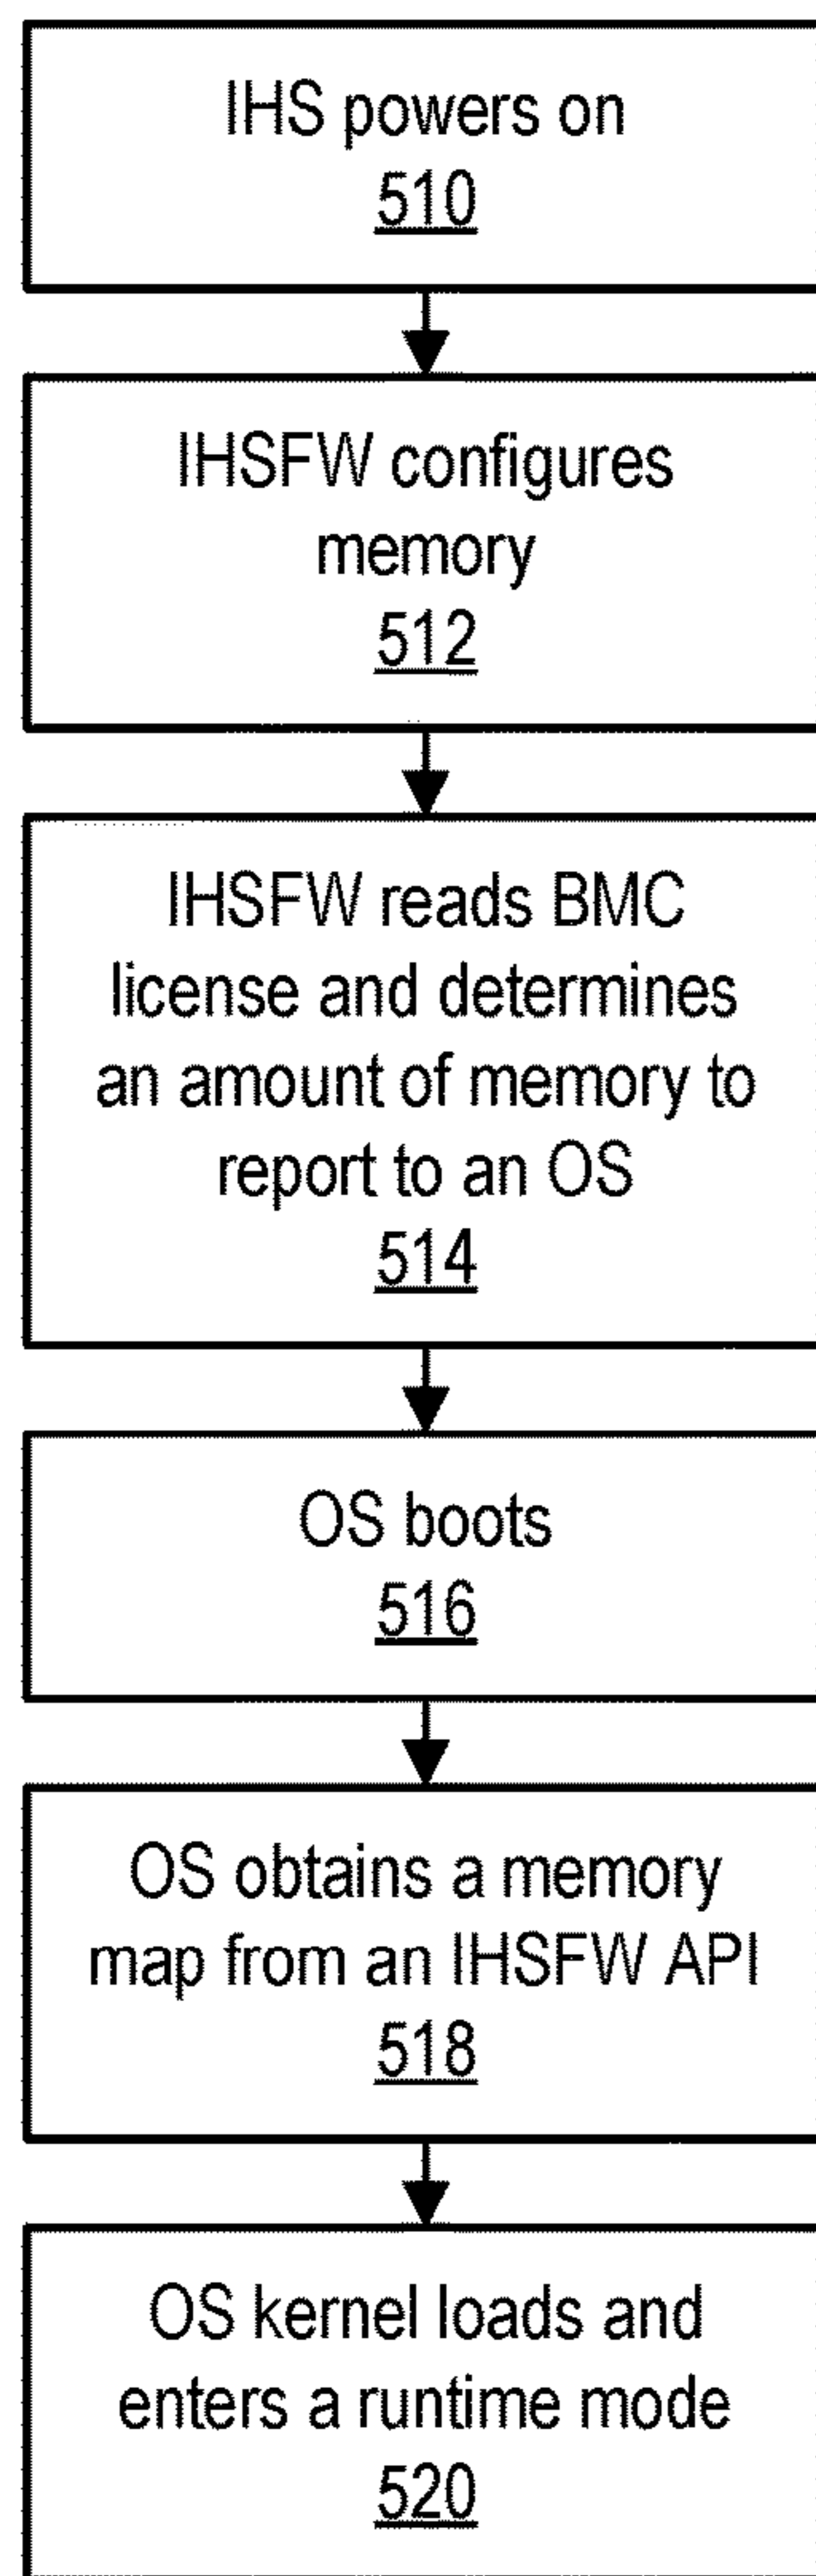 IHS powers on
510
IHSFW configures
memory
512
IHSFW reads BMC
license and determines
an amount of memory to
report to an OS
514
OS boots
516
OS obtains a memory
map from an IHSFW API
518
OS kernel loads and
enters a runtime mode
520